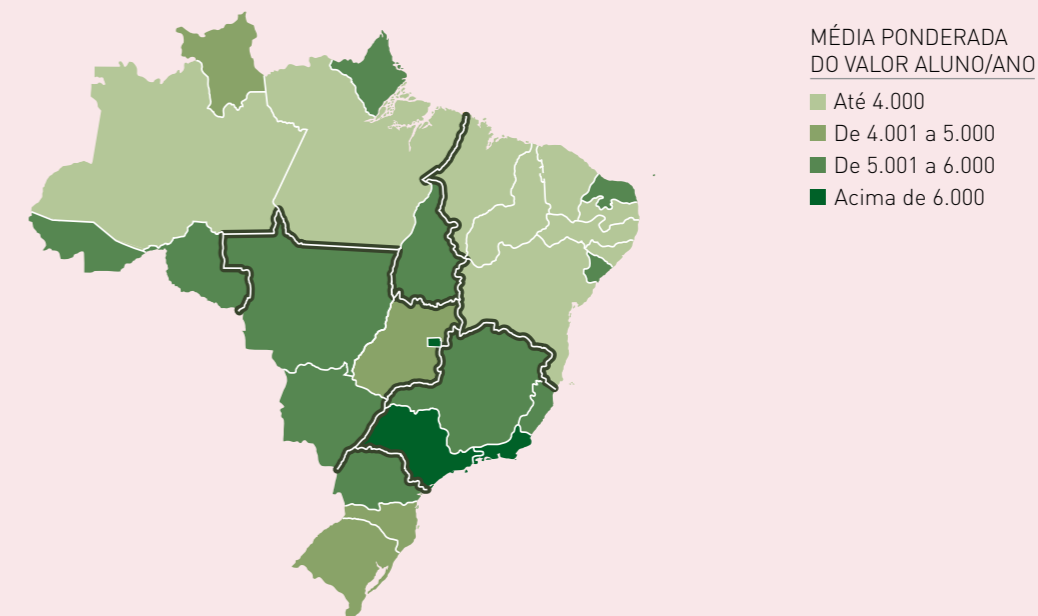 MÉDIA PONDERADA
DO VALOR ALUNO/ANO
Até 4.000
De 4.001 a 5.000
De 5.001 a 6.000
Acima de 6.000